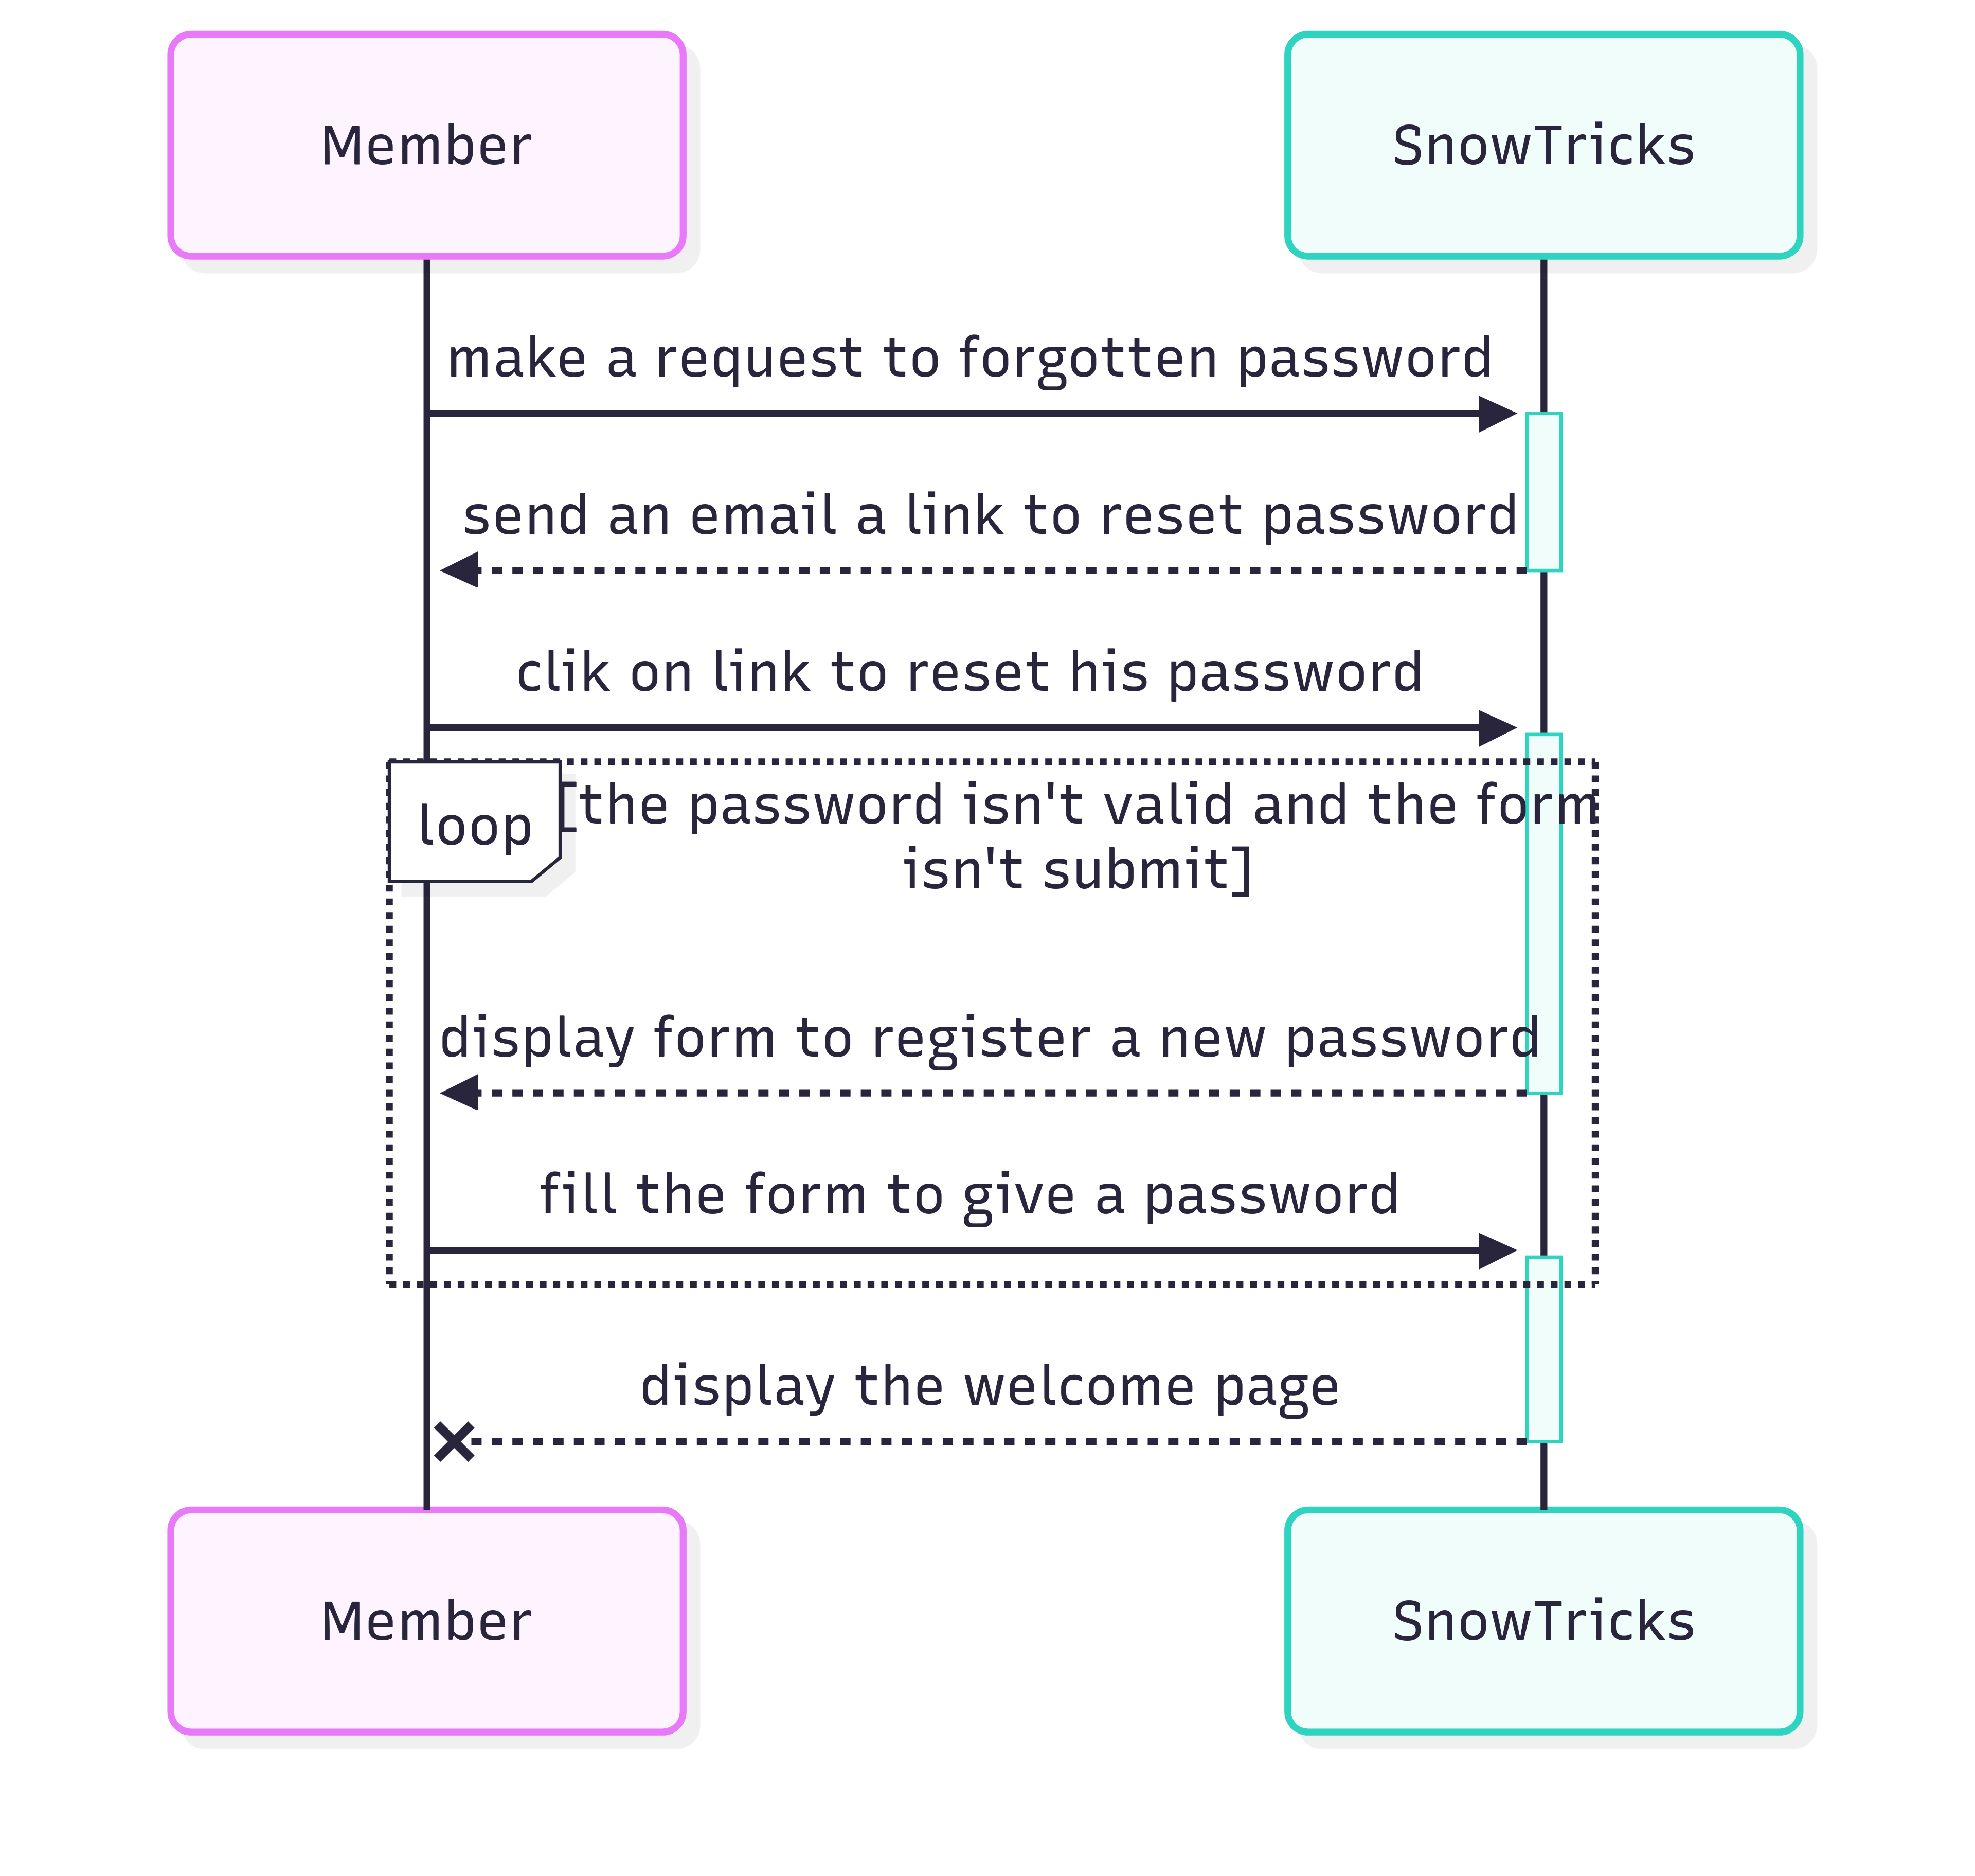 Member
SnowTricks
make a request to forgotten password
send an email a link to reset password
clik on link to reset his password
loop
[the password isn't valid and the form
isn't submit]
display form to register a new password
fill the form to give a password
display the welcome page
Member
SnowTricks